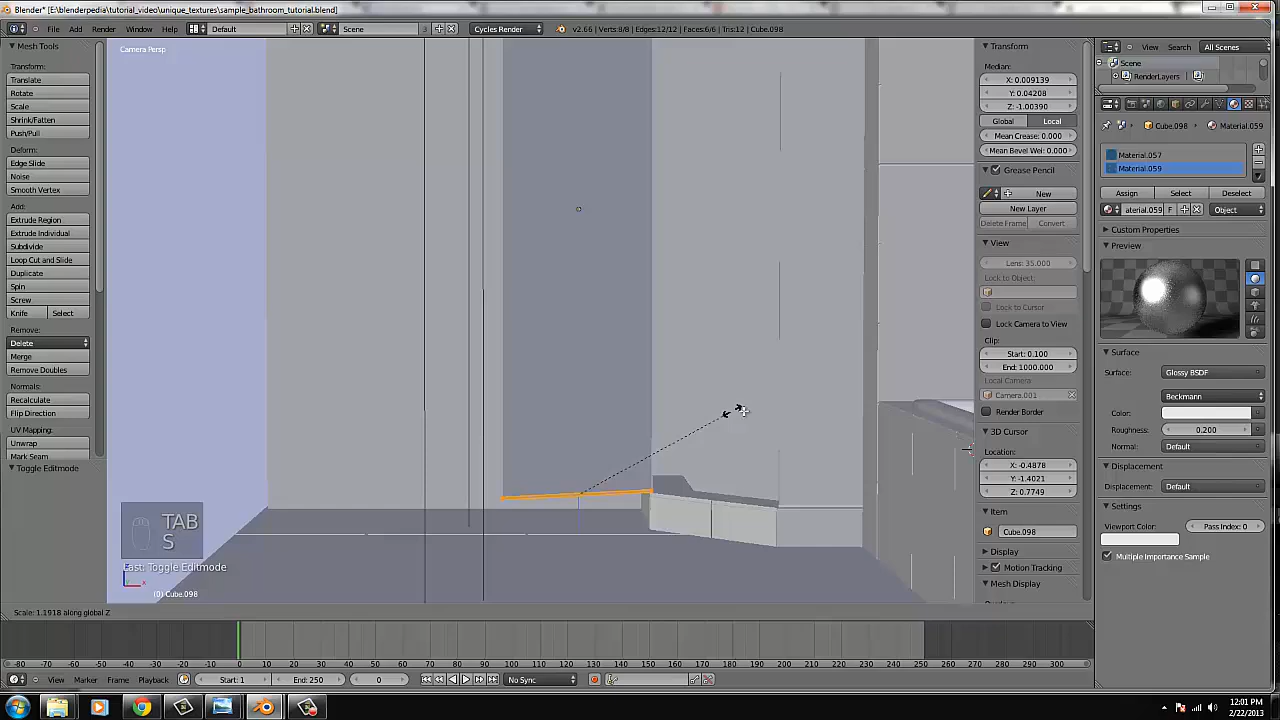 Blender* [E:\blenderpedia\tutorial_video\unique_textures\sample_bathroom_tutorial.blend]
File Add Render Window Help Default Scene 3 Cycles Render v2.66 | Verts:8/8 | Edges:12/12 | Faces:6/6 | Tris:12 | Cube.098
View Search All Scenes
Mesh Tools
Transform:
Translate
Rotate
Scale
Shrink/Fatten
Push/Pull
Deform:
Edge Slide
Noise
Smooth Vertex
Add:
Extrude Region
Extrude Individual
Subdivide
Loop Cut and Slide
Duplicate
Spin
Screw
Knife Select
Remove:
Delete
Merge
Remove Doubles
Normals:
Recalculate
Flip Direction
UV Mapping:
Unwrap
Mark Seam
Toggle Editmode
Camera Persp
TAB
S
Last: Toggle Editmode
(0) Cube.098
Scale: 1.1918 along global Z
Transform
Median:
X: 0.009139
Y: 0.04208
Z: -1.00390
Global Local
Mean Crease: 0.000
Mean Bevel Wei: 0.000
Grease Pencil
New
New Layer
Delete Frame Convert
View
Lens: 35.000
Lock to Object:
Lock to Cursor
Lock Camera to View
Clip:
Start: 0.100
End: 1000.000
Local Camera:
Camera.001
Render Border
3D Cursor
Location:
X: -0.4878
Y: -1.4021
Z: 0.7749
Item
Cube.098
Display
Motion Tracking
Mesh Display
Scene
RenderLayers
Cube.098 Material.059
Material.057
Material.059
Assign Select Deselect
aterial.059 F Object
Custom Properties
Preview
Surface
Surface: Glossy BSDF
Beckmann
Color:
Roughness: 0.200
Normal: Default
Displacement
Displacement: Default
Settings
Viewport Color: Pass Index: 0
Multiple Importance Sample
-80 -70 -60 -50 -40 -30 -20 -10 0 10 20 30 40 50 60 70 80 90 100 110 120 130 140 150 160 170 180 190 200 210 220 230 240 250 260 270 280 290 300
View Marker Frame Playback Start: 1 End: 250 0 No Sync
12:01 PM
2/22/2013